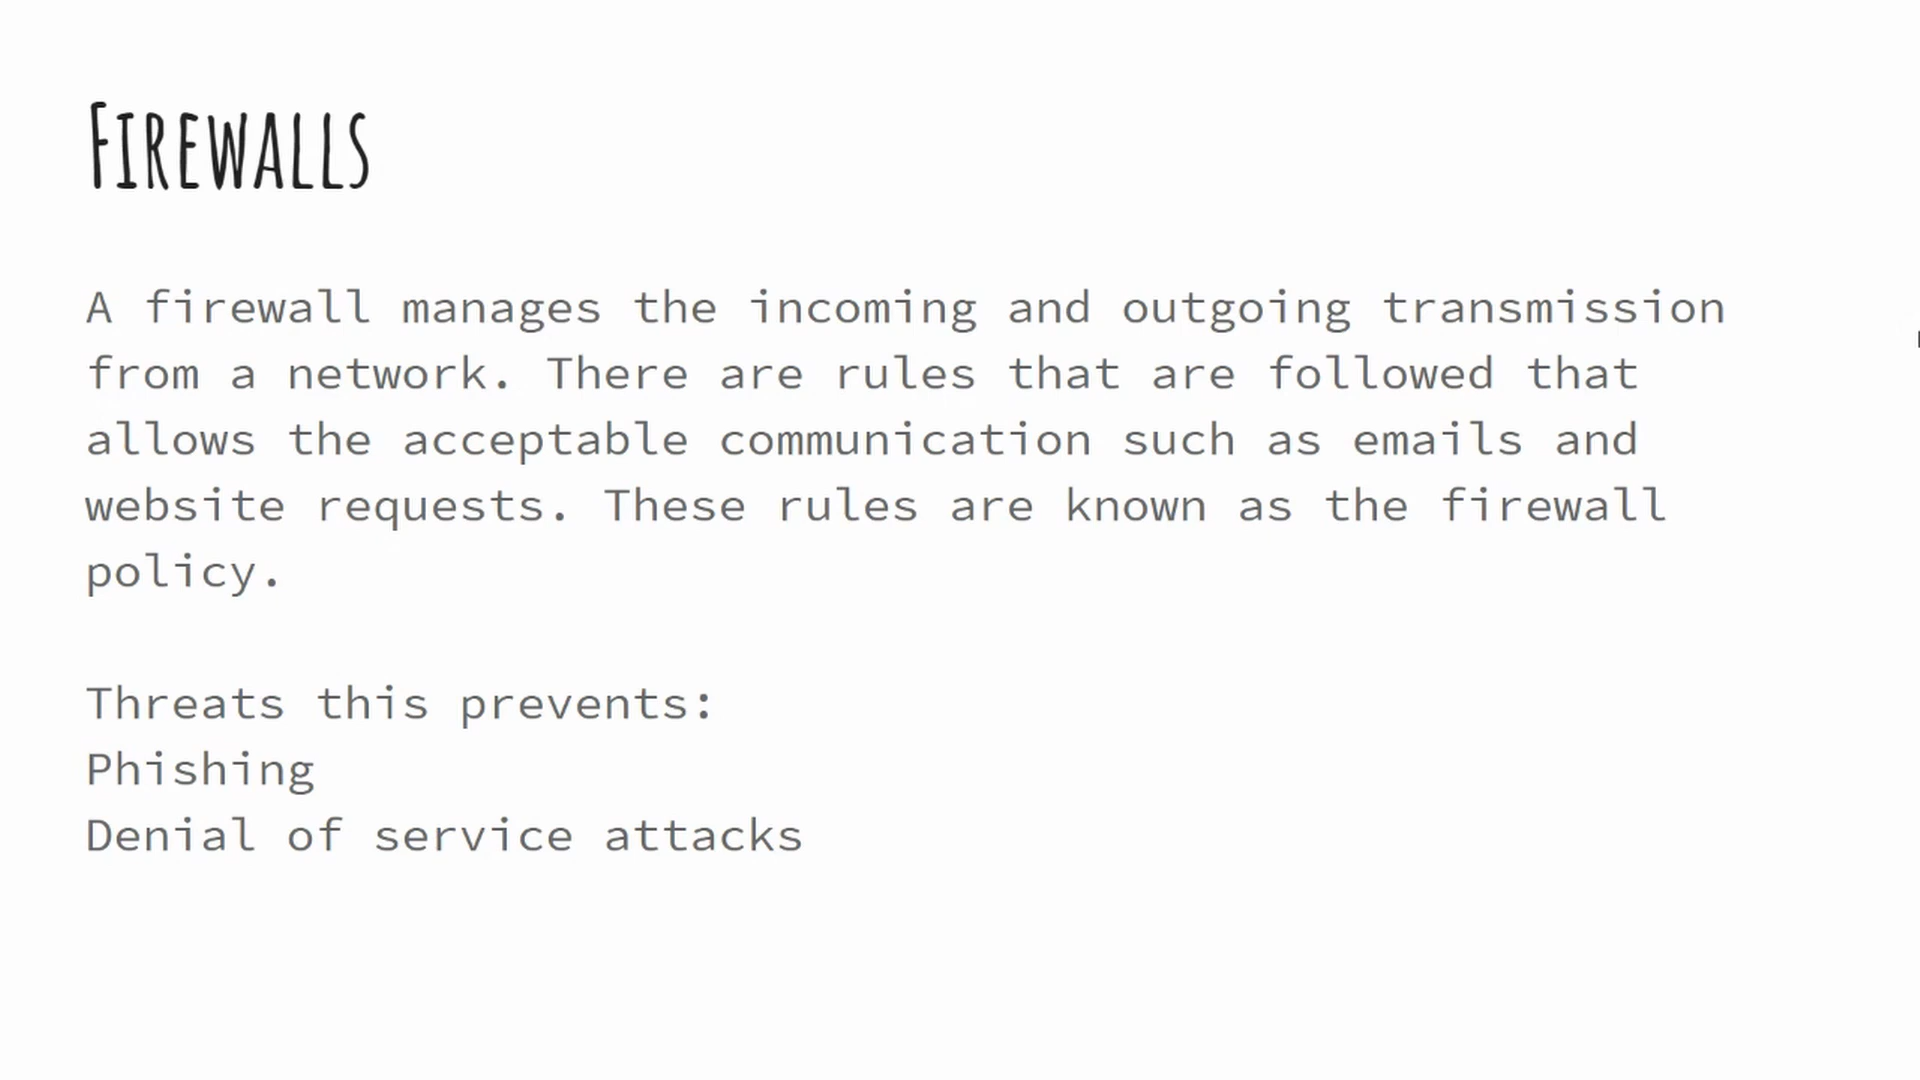 Firewalls
A firewall manages the incoming and outgoing transmission
from a network. There are rules that are followed that
allows the acceptable communication such as emails and
website requests. These rules are known as the firewall
policy.
Threats this prevents:
Phishing
Denial of service attacks